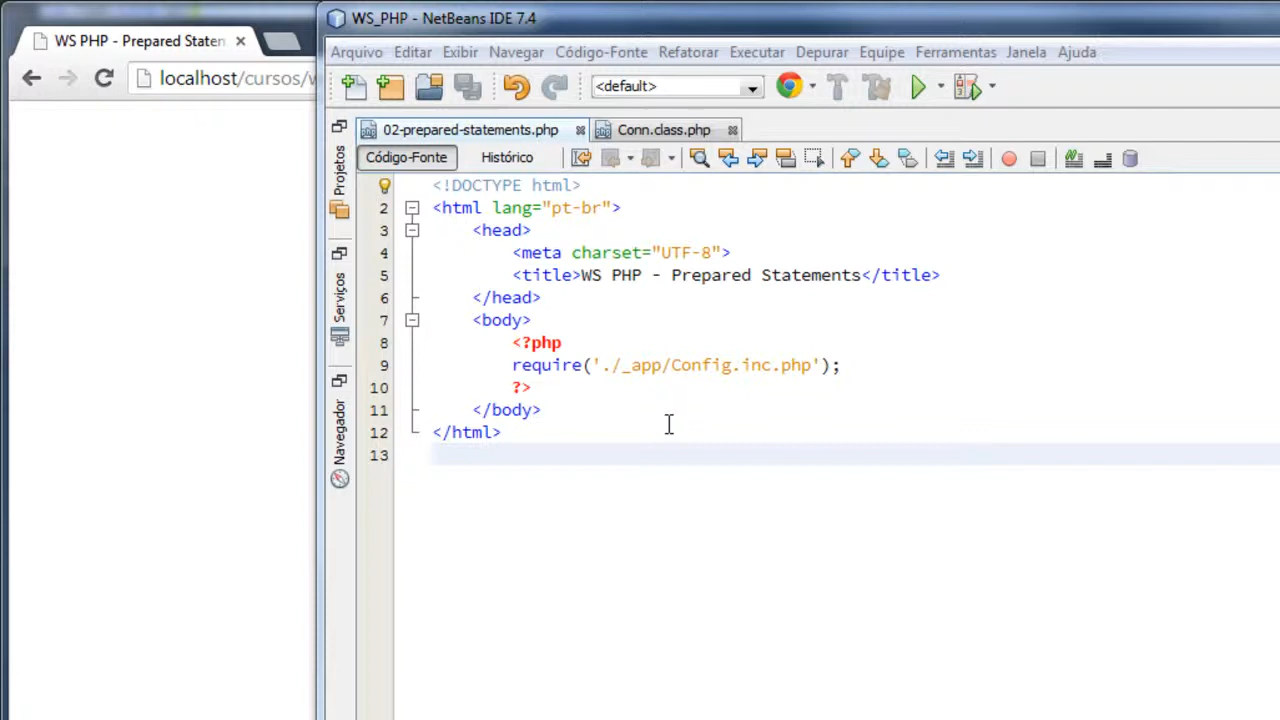 WS_PHP - NetBeans IDE 7.4
WS PHP - Prepared Staten
localhost/cursos/w
Arquivo Editar Exibir Navegar Código-Fonte Refatorar Executar Depurar Equipe Ferramentas Janela Ajuda
<default>
02-prepared-statements.php
Conn.class.php
Código-Fonte
Histórico
Projetos
Serviços
Navegador
<!DOCTYPE html>
2 <html lang="pt-br">
3 <head>
4 <meta charset="UTF-8">
5 <title>WS PHP - Prepared Statements</title>
6 </head>
7 <body>
8 <?php
9 require('./_app/Config.inc.php');
10 ?>
11 </body>
12 </html>
13